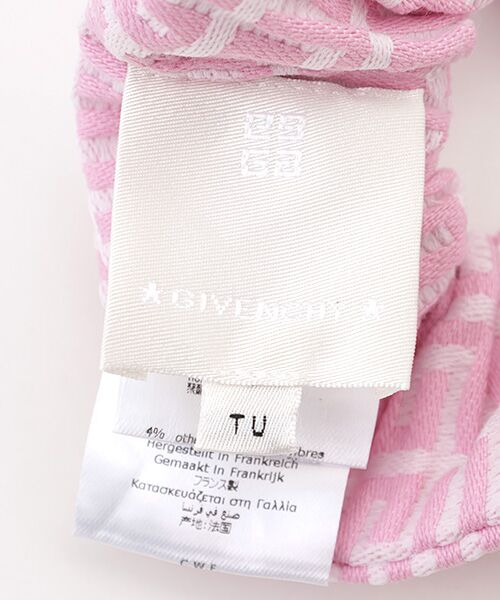 ★ GIVENCHY ★
TU
4% othe
bres
Hergestellt in Frankreich
Gemaakt in Frankrijk
フランス製
Κατασκευάζεται στη Γαλλία
صنع في فرنسا
产地: 法国
C.W.F.